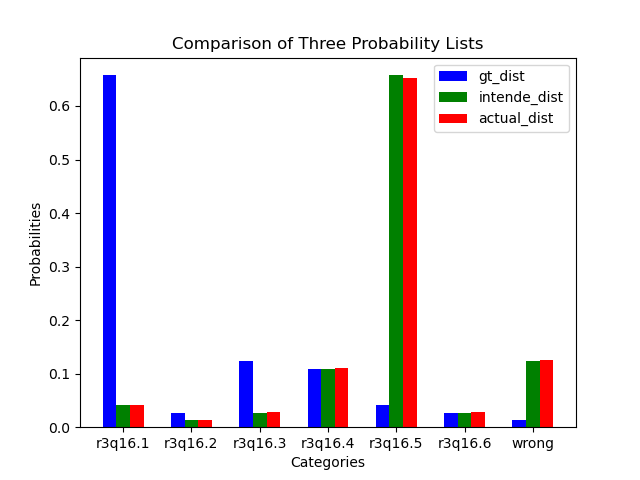 Comparison of Three Probability Lists
gt_dist
intende_dist
actual_dist
Probabilities
0.6
0.5
0.4
0.3
0.2
0.1
0.0
r3q16.1 r3q16.2 r3q16.3 r3q16.4 r3q16.5 r3q16.6 wrong
Categories